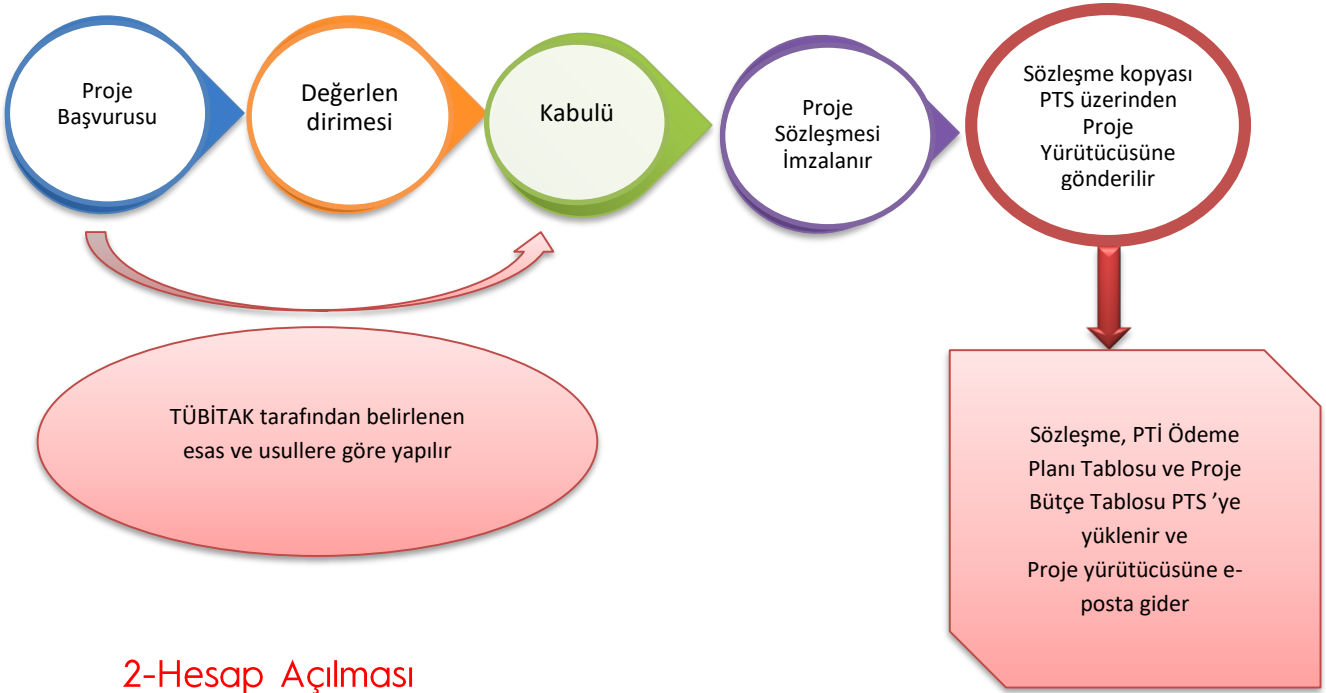 Proje
Başvurusu
Değerlen
dirimesi
Kabulü
Proje
Sözleşmesi
İmzalanır
Sözleşme kopyası
PTS üzerinden
Proje
Yürütücüsüne
gönderilir
TÜBİTAK tarafından belirlenen
esas ve usullere göre yapılır
Sözleşme, PTİ Ödeme
Planı Tablosu ve Proje
Bütçe Tablosu PTS ’ye
yüklenir ve
Proje yürütücüsüne e-
posta gider
2-Hesap Açılması